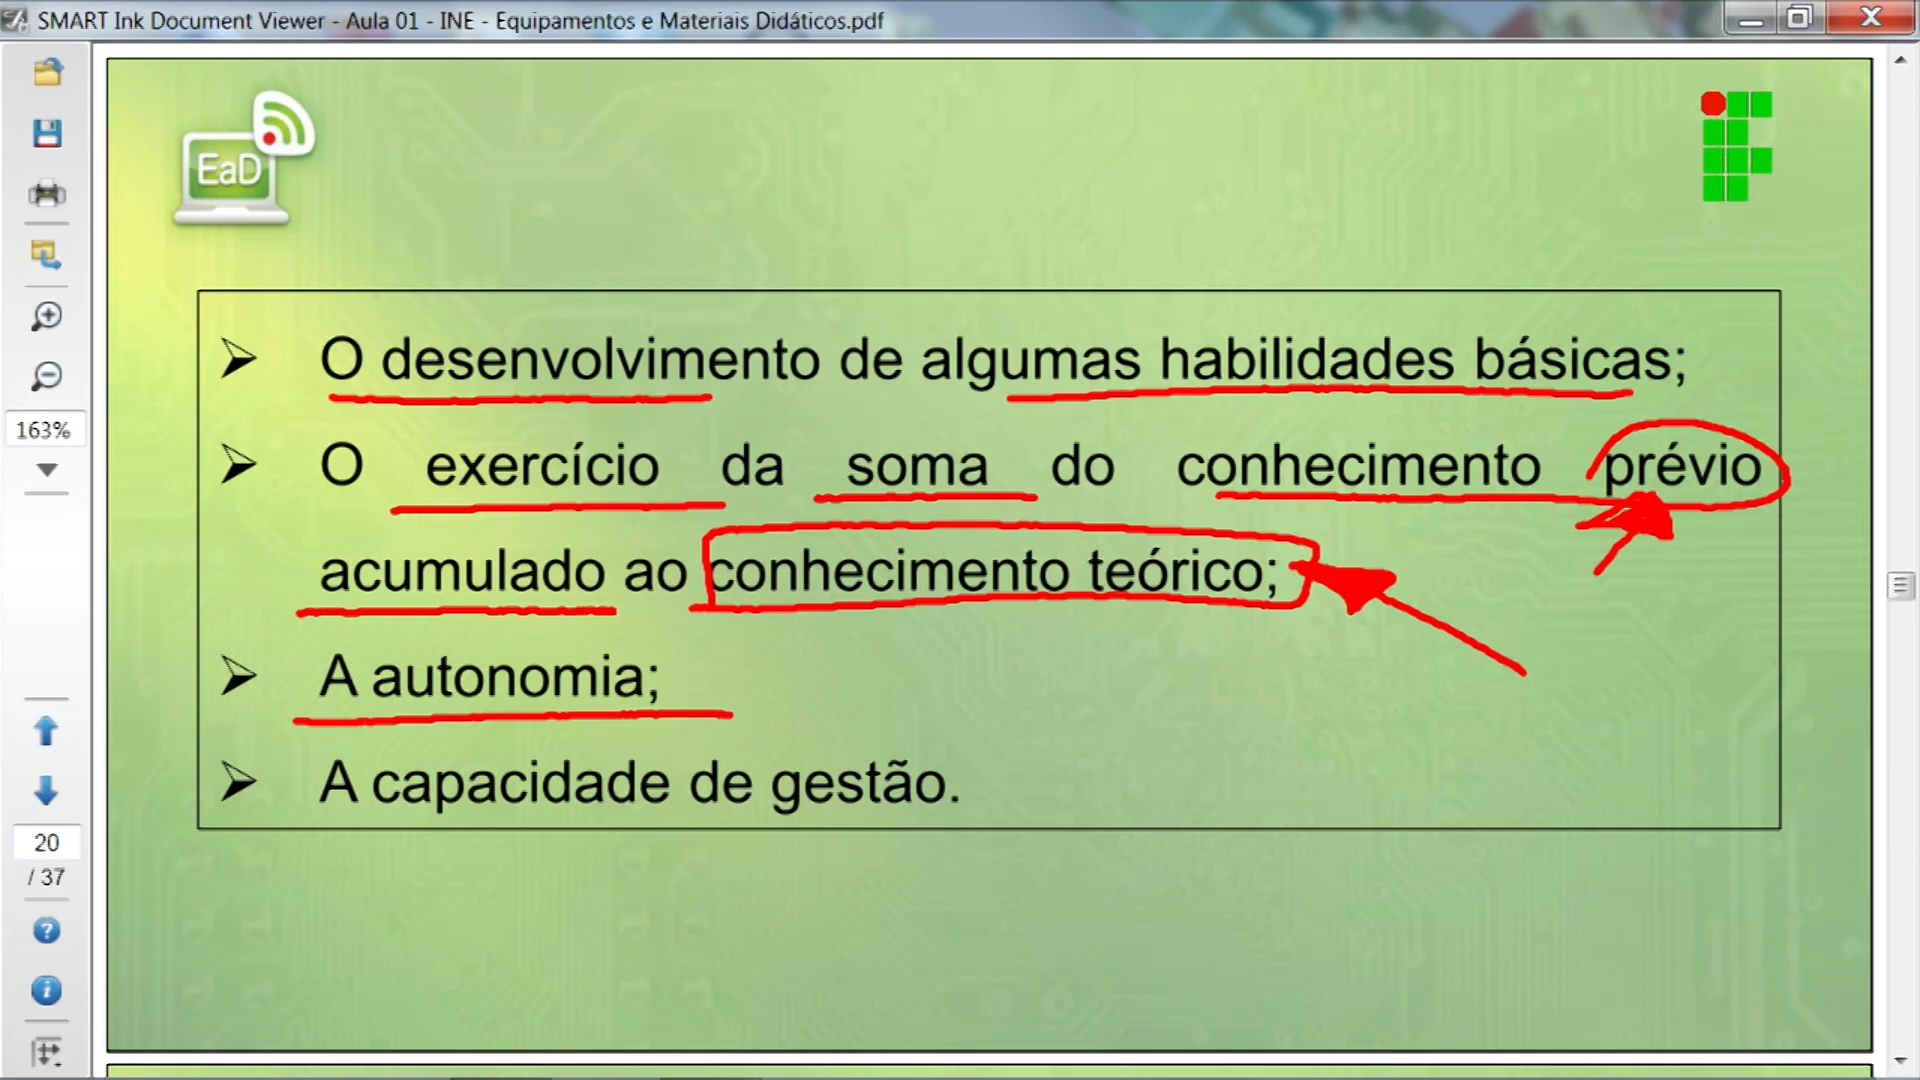 SMART Ink Document Viewer - Aula 01 - INE - Equipamentos e Materiais Didáticos.pdf
EaD
O desenvolvimento de algumas habilidades básicas;
O exercício da soma do conhecimento prévio
acumulado ao conhecimento teórico;
A autonomia;
A capacidade de gestão.
163%
20
/ 37